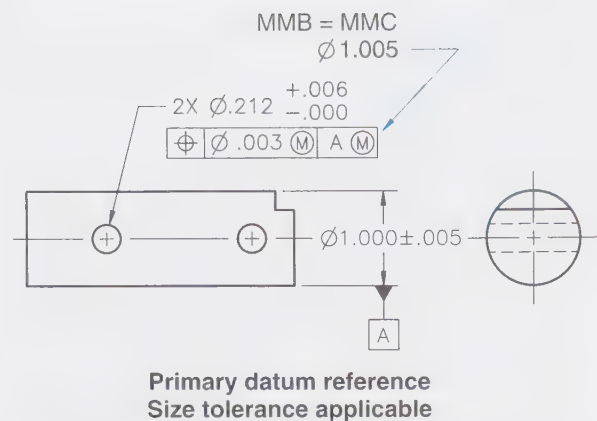 MMB = MMC
Ø1.005
2X Ø.212 +.006 -.000
⌖ Ø.003 Ⓜ A Ⓜ
Ø1.000±.005
A
Primary datum reference
Size tolerance applicable